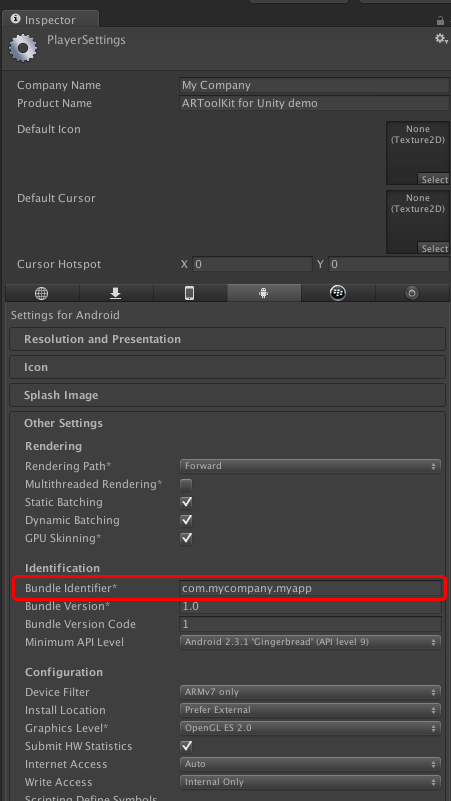 Inspector
PlayerSettings
Company Name My Company
Product Name ARToolKit for Unity demo
Default Icon None (Texture2D) Select
Default Cursor None (Texture2D) Select
Cursor Hotspot X 0 Y 0
Settings for Android
Resolution and Presentation
Icon
Splash Image
Other Settings
Rendering
Rendering Path* Forward
Multithreaded Rendering*
Static Batching
Dynamic Batching
GPU Skinning*
Identification
Bundle Identifier* com.mycompany.myapp
Bundle Version* 1.0
Bundle Version Code 1
Minimum API Level Android 2.3.1 'Gingerbread' (API level 9)
Configuration
Device Filter ARMv7 only
Install Location Prefer External
Graphics Level* OpenGL ES 2.0
Submit HW Statistics
Internet Access Auto
Write Access Internal Only
Scripting Define Symbols